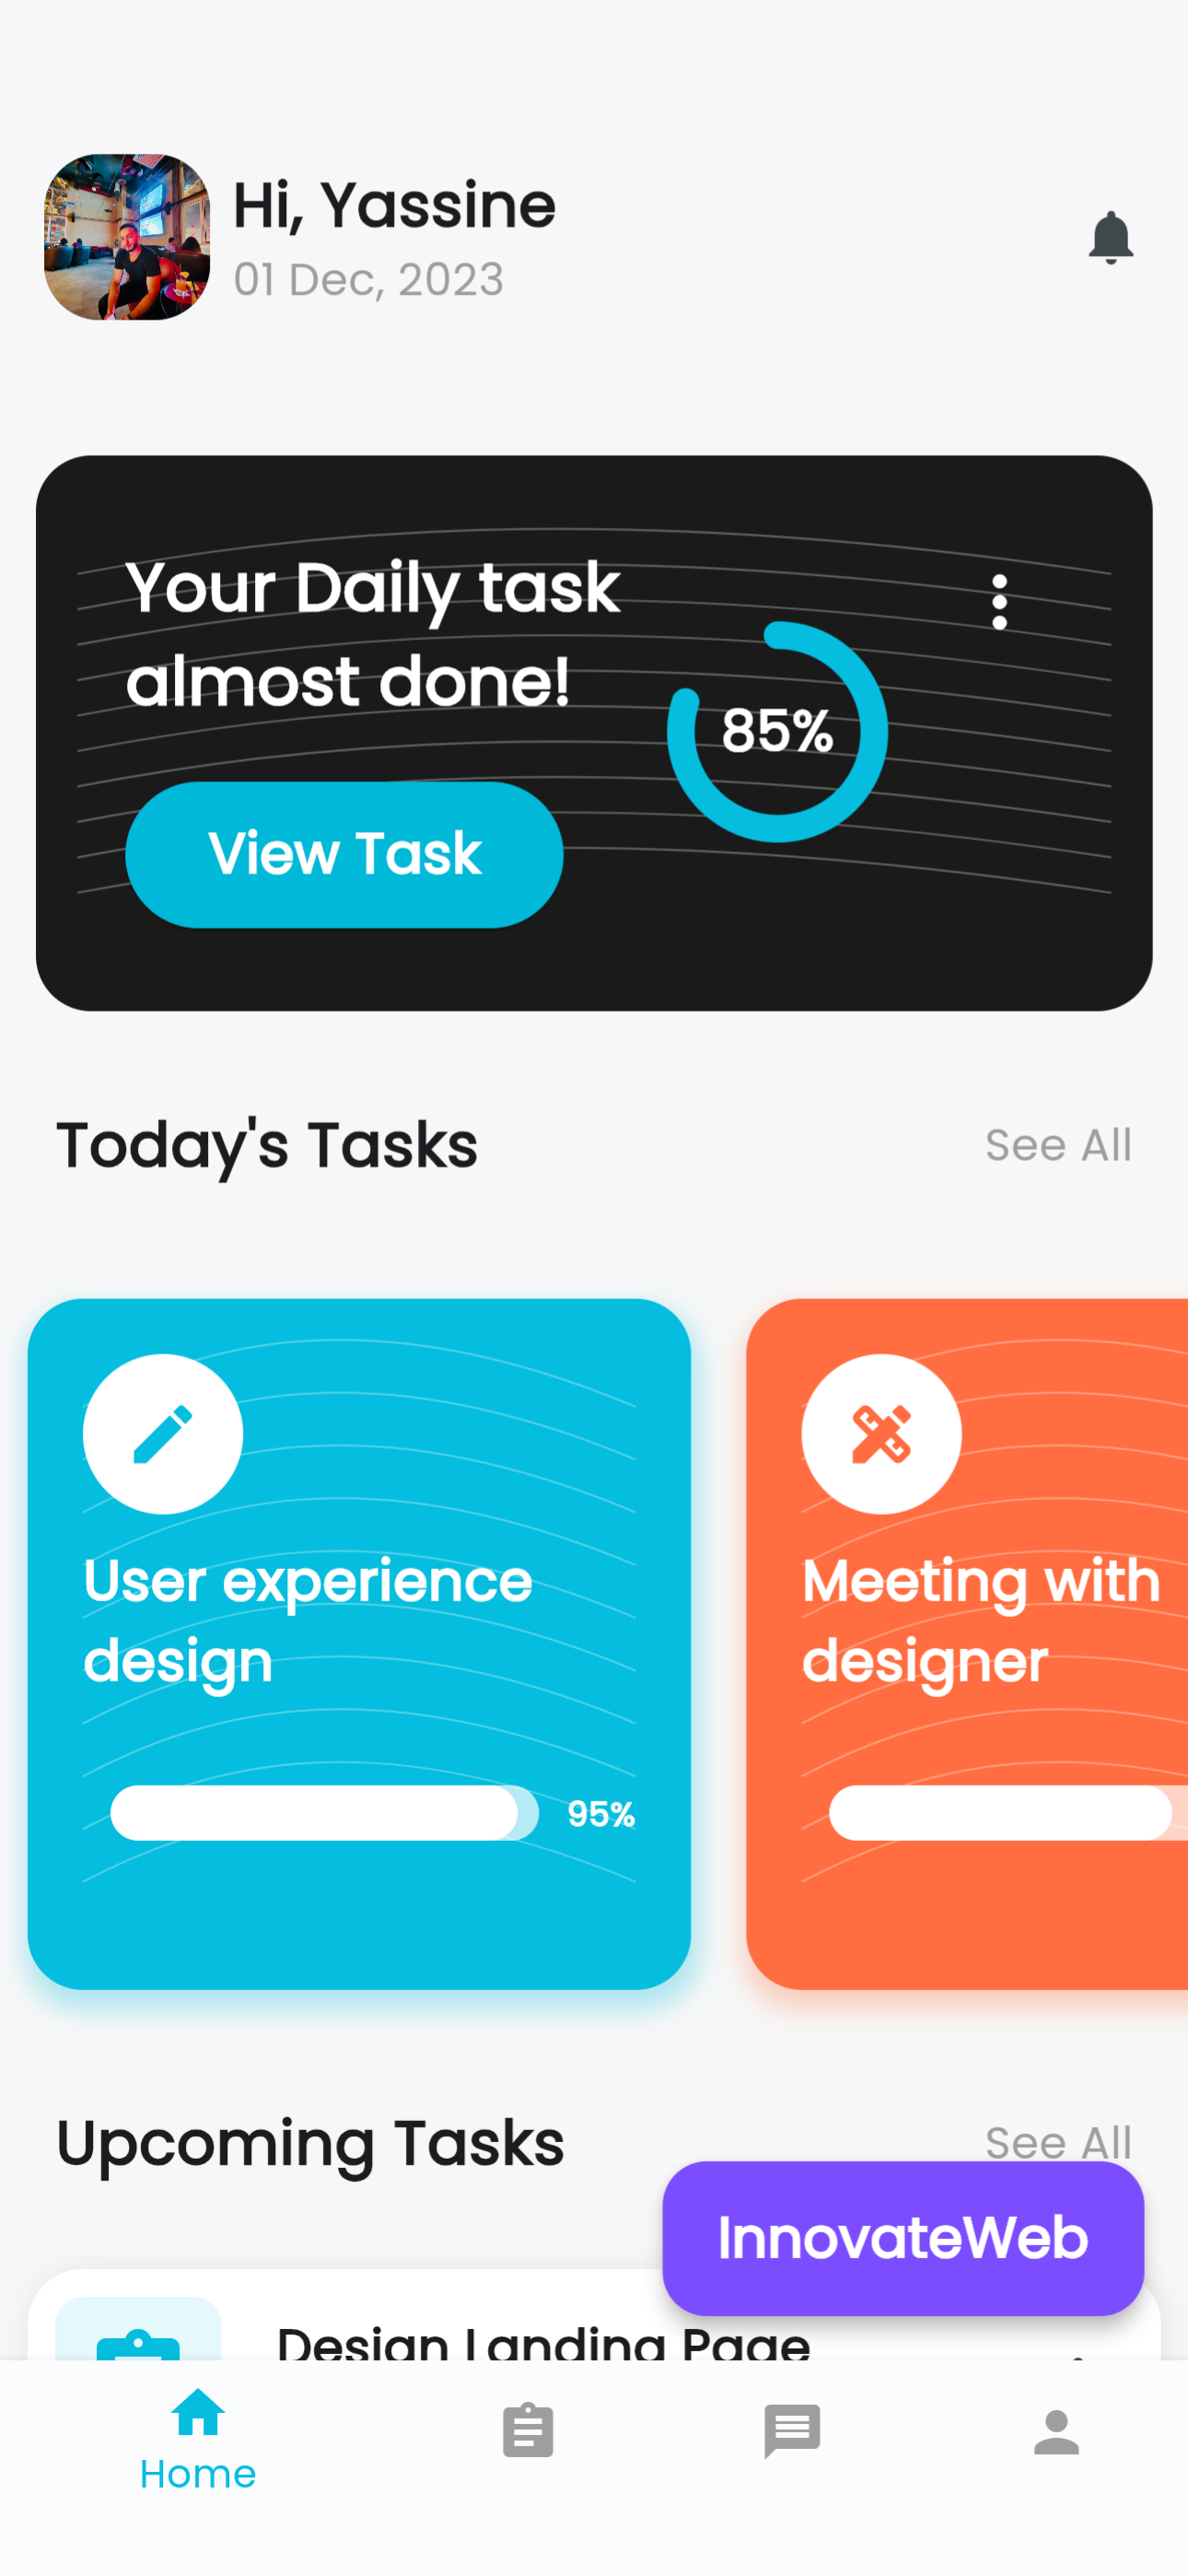 Hi, Yassine
01 Dec, 2023
Your Daily task
almost done!
85%
View Task
Today's Tasks
See All
User experience
design
95%
Meeting with
designer
Upcoming Tasks
See All
InnovateWeb
Design Landing Page
Home